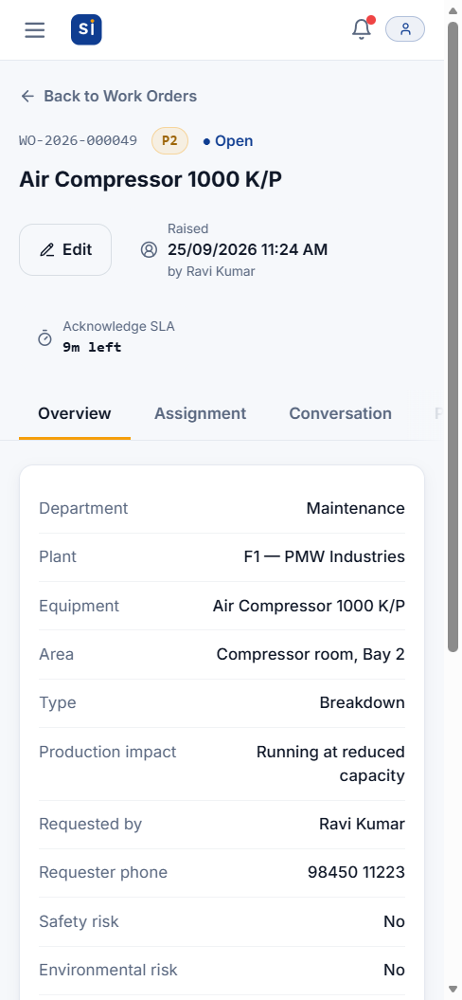 si
Back to Work Orders
WO-2026-000049 P2 Open
Air Compressor 1000 K/P
Edit
Raised
25/09/2026 11:24 AM
by Ravi Kumar
Acknowledge SLA
9m left
Overview Assignment Conversation
Department Maintenance
Plant F1 — PMW Industries
Equipment Air Compressor 1000 K/P
Area Compressor room, Bay 2
Type Breakdown
Production impact Running at reduced
capacity
Requested by Ravi Kumar
Requester phone 98450 11223
Safety risk No
Environmental risk No